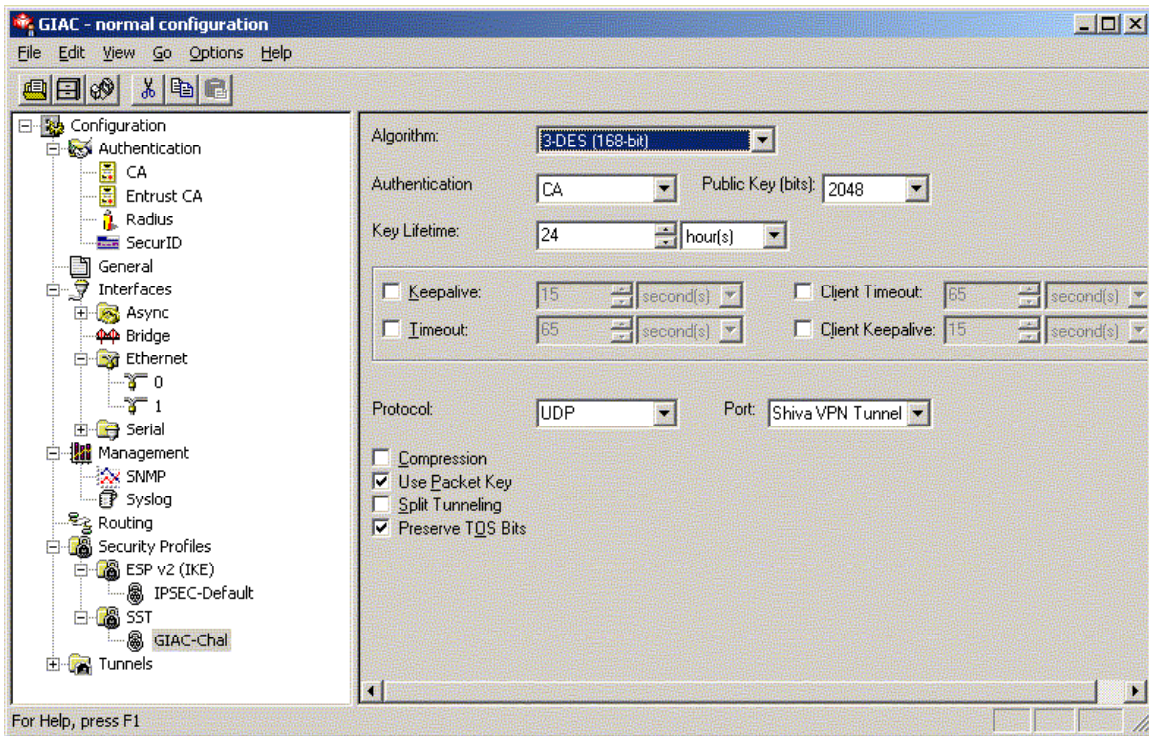 GIAC - normal configuration
File Edit View Go Options Help
Configuration
Authentication
CA
Entrust CA
Radius
SecurID
General
Interfaces
Async
Bridge
Ethernet
0
1
Serial
Management
SNMP
Syslog
Routing
Security Profiles
ESP v2 (IKE)
IPSEC-Default
SST
GIAC-Chal
Tunnels
Algorithm: 3-DES (168-bit)
Authentication CA Public Key (bits): 2048
Key Lifetime: 24 hour(s)
Keepalive: 15 second(s) Client Timeout: 65 second(s)
Timeout: 65 second(s) Client Keepalive: 15 second(s)
Protocol: UDP Port: Shiva VPN Tunnel
Compression
Use Packet Key
Split Tunneling
Preserve TOS Bits
For Help, press F1